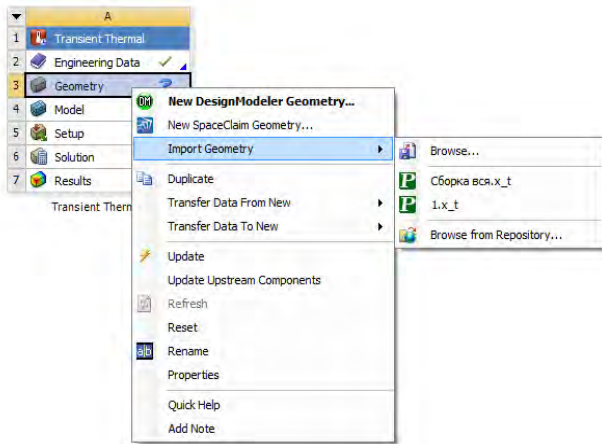 A
1 Transient Thermal
2 Engineering Data
3 Geometry
4 Model
5 Setup
6 Solution
7 Results
Transient Therm
DM New DesignModeler Geometry...
New SpaceClaim Geometry...
Import Geometry
Duplicate
Transfer Data From New
Transfer Data To New
Update
Update Upstream Components
Refresh
Reset
a|b Rename
Properties
Quick Help
Add Note
Browse...
P Сборка вся.x_t
P 1.x_t
Browse from Repository...